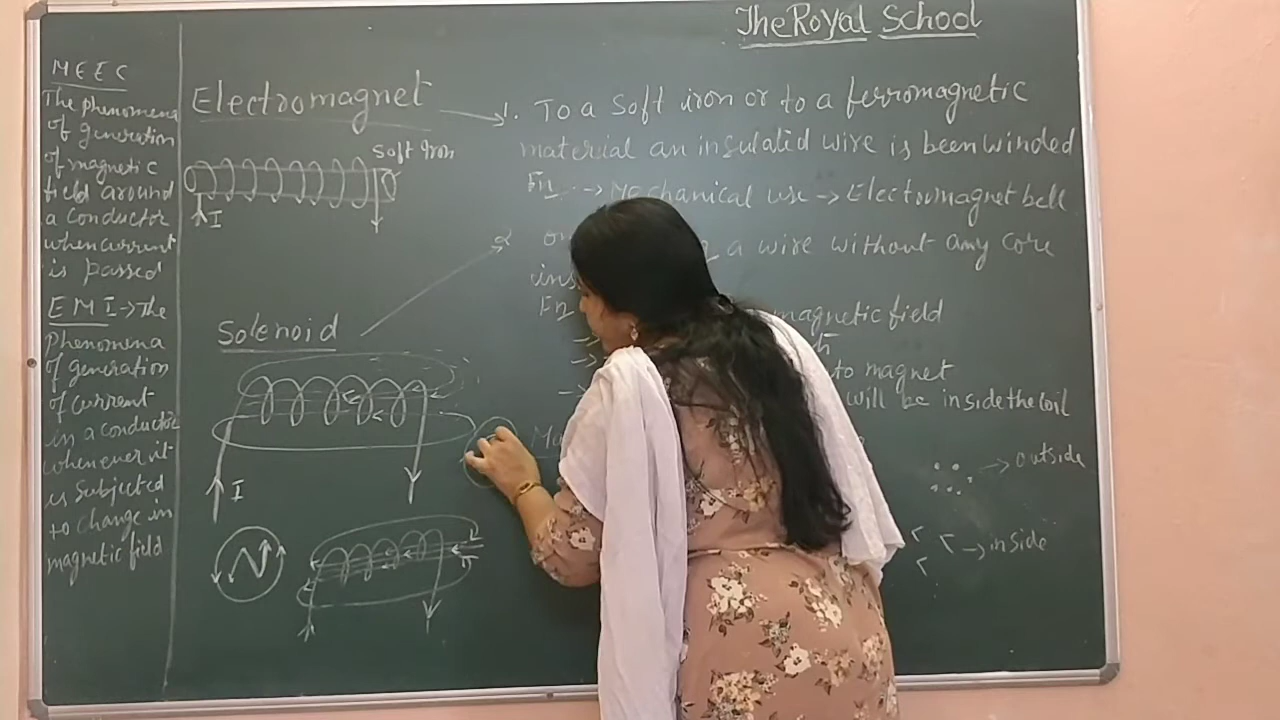 The Royal School
MEEC
The phenomena
of generation
of magnetic
field around
a conductor
when current
is passed
EMI → The
phenomena
of generation
of current
in a conductor
whenever it
is subjected
to change in
magnetic field
Electromagnet
Soft Iron
I
Solenoid
I
N
1. To a soft iron or to a ferromagnetic
material an insulatid wire is been winded
→ Mechanical use → Electromagnet bell
2 a wire without any core
ins
magnetic field
to magnet
will be inside the coil
→ outside
→ inside